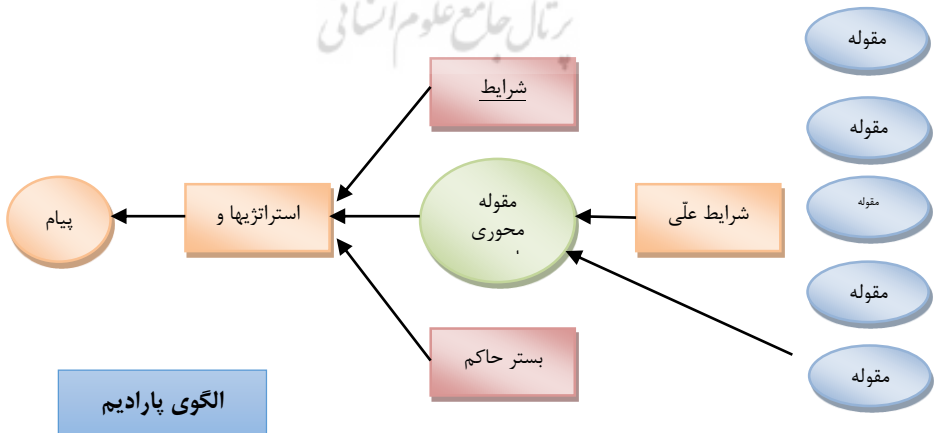 پرتال جامع علوم انسانی
مقوله
شرایط
مقوله
مقوله
شرایط علّی
مقوله
محوری
استراتژیها و
پیام
مقوله
بستر حاکم
مقوله
الگوی پارادیم